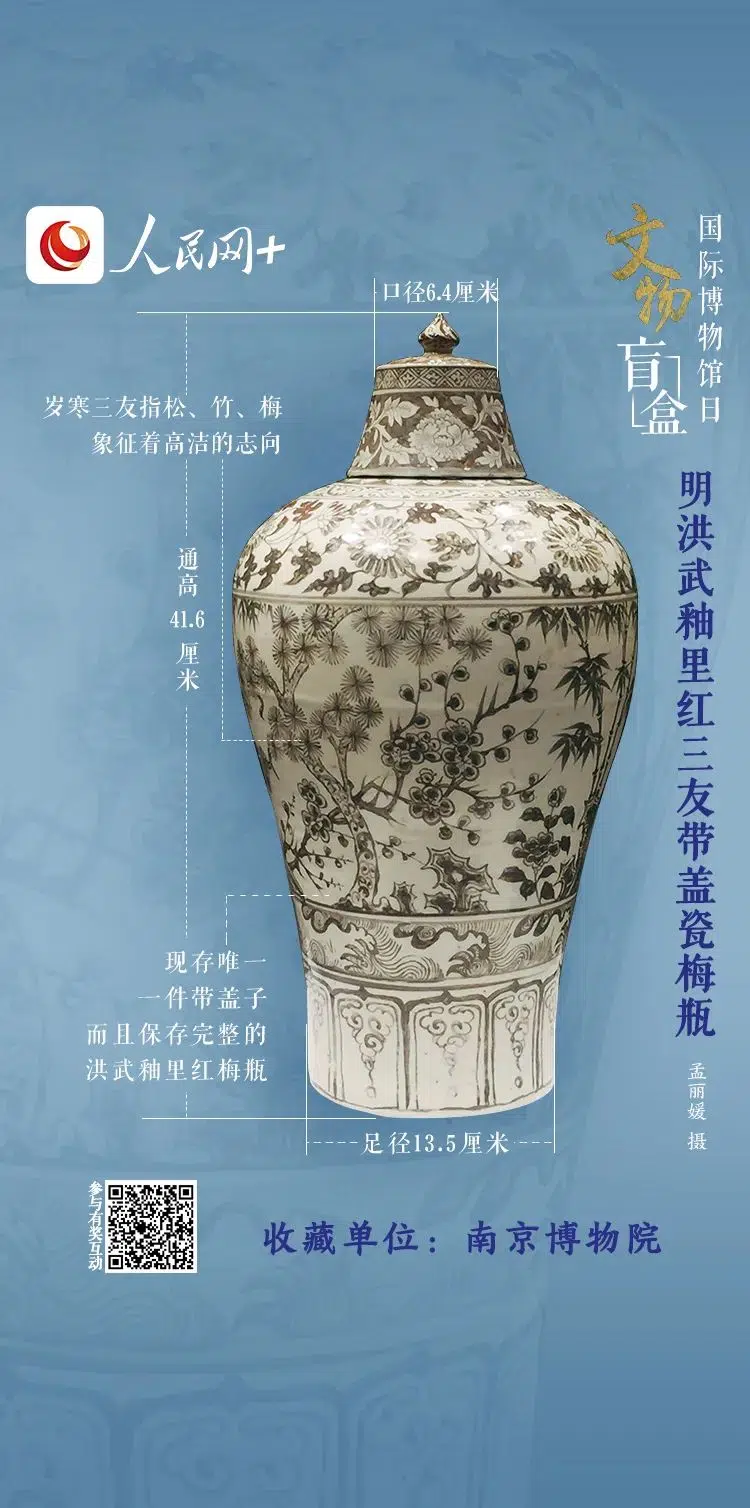 人民网+
国际博物馆日
文物
盲盒
口径6.4厘米
岁寒三友指松、竹、梅
象征着高洁的志向
通高
41.6
厘米
明洪武釉里红三友带盖瓷梅瓶
孟丽媛 摄
现存唯一
一件带盖子
而且保存完整的
洪武釉里红梅瓶
足径13.5厘米
参与有奖互动
收藏单位：南京博物院